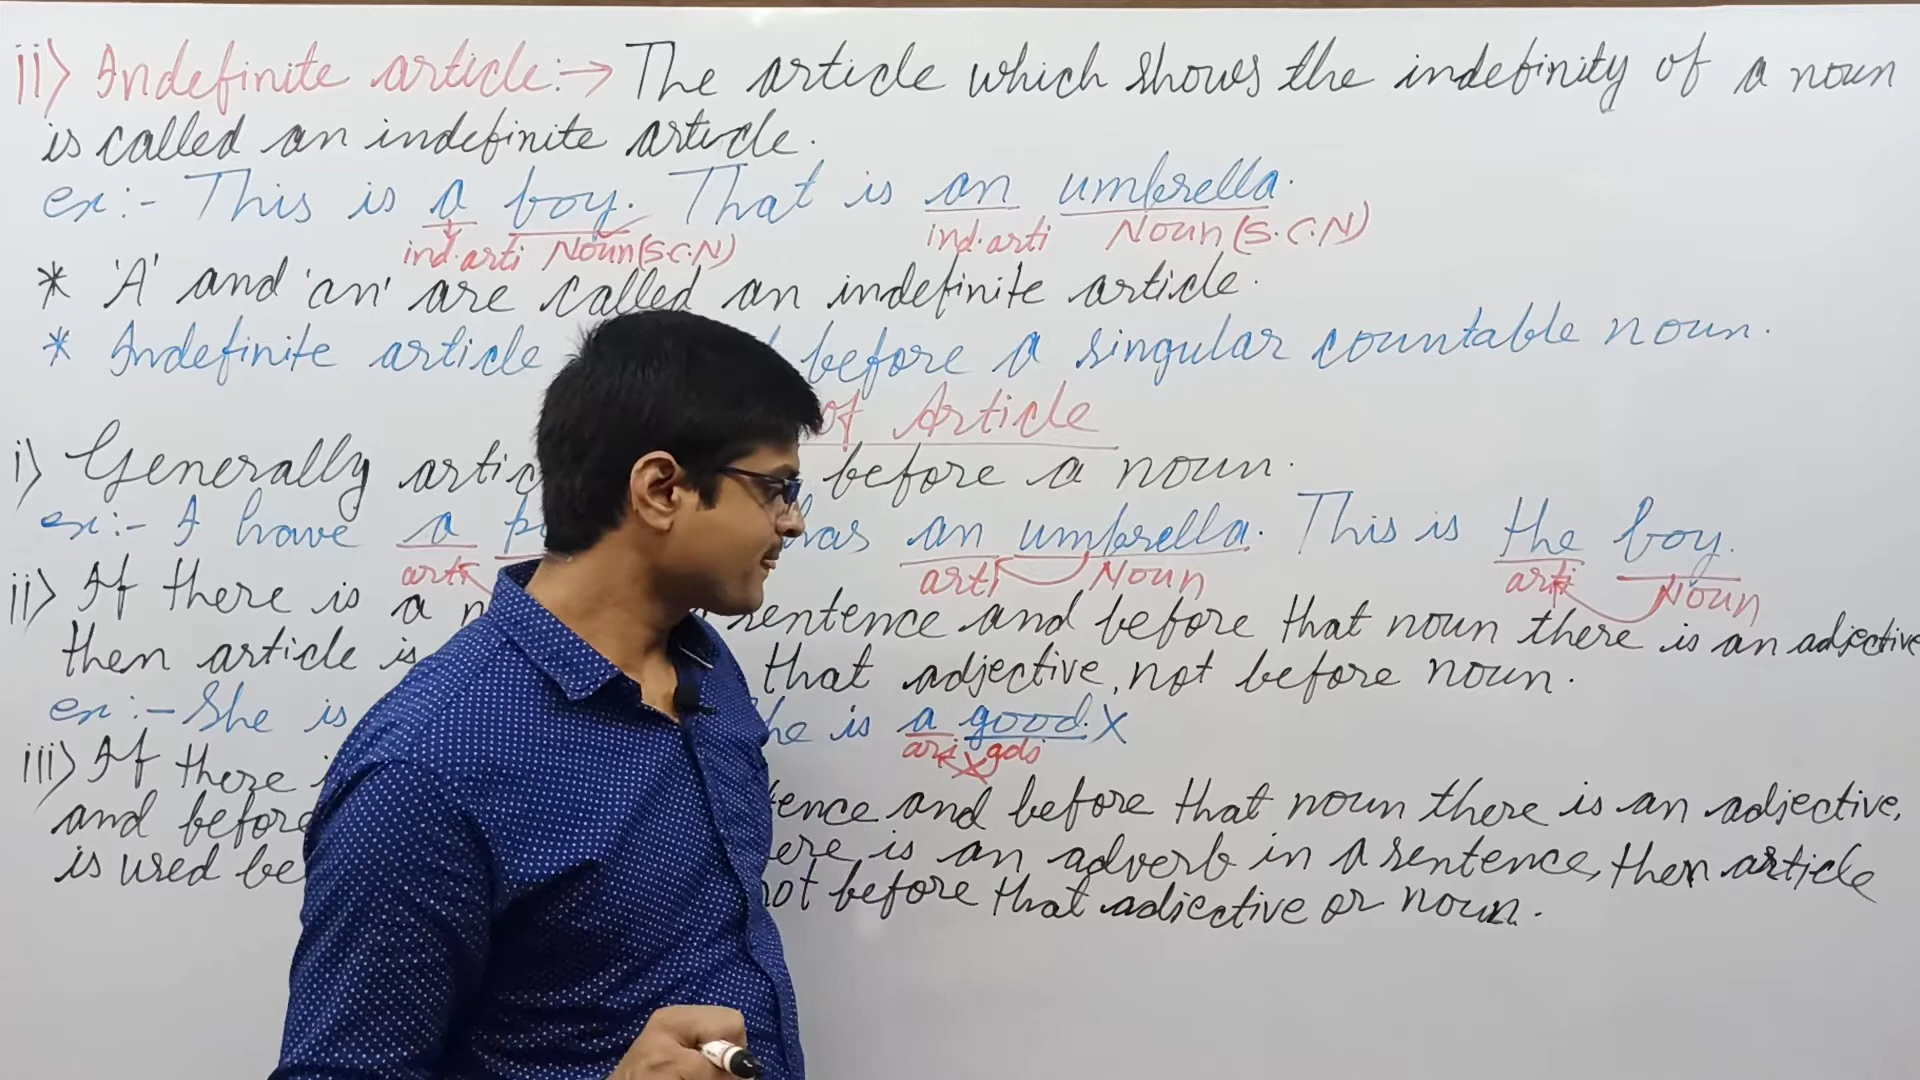 ii) Indefinite article:→ The article which shows the indefinity of a noun
is called an indefinite article.
ex:- This is a boy. That is an umbrella.
ind.arti Noun(S.C.N) ind.arti Noun(S.C.N)
* 'A' and 'an' are called an indefinite article.
* Indefinite article before a singular countable noun.
of Article
i) Generally before a noun.
ex:- I have a has an umbrella. This is the boy.
arti arti Noun arti Noun
ii) If there is a sentence and before that noun there is an adjective
then article is that adjective, not before noun.
ex:- She is he is a good. X
arti X adj
iii) If there and before that noun there is an adjective,
and before there is an adverb in a sentence, then article
is used not before that adjective or noun.